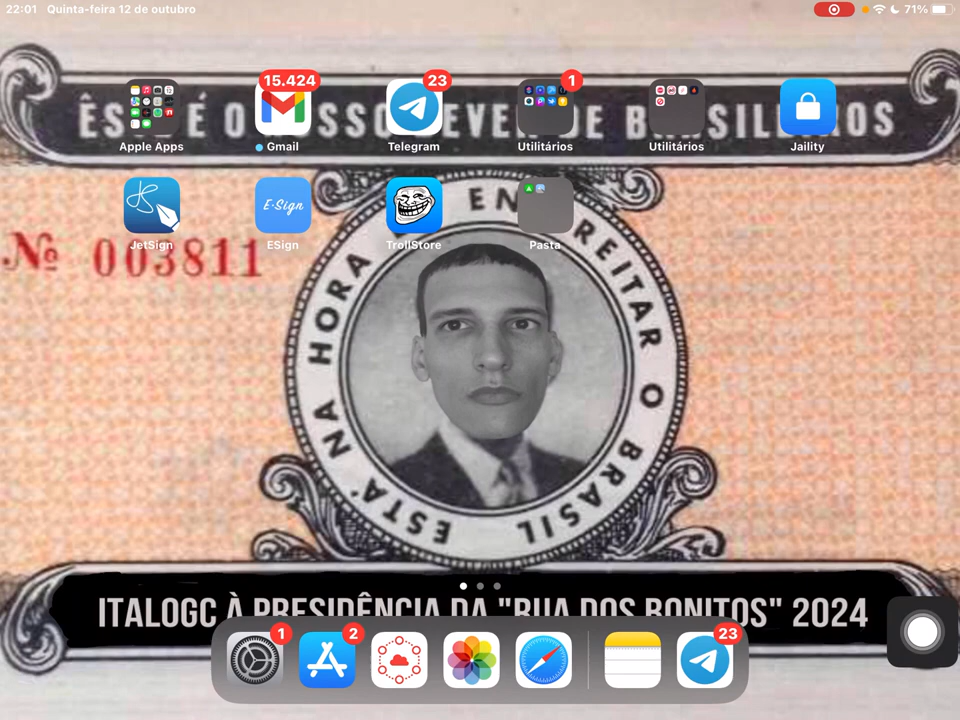 22:01 Quinta-feira 12 de outubro
71%
15.424
23
1
Apple Apps
Gmail
Telegram
Utilitários
Utilitários
Jaility
E·Sign
JetSign
ESign
TrollStore
Pasta
Nº 003811
NA HORA
EITAR O BRASIL
ESTÁ
ITALOGC À PRESIDÊNCIA DA "RUA DOS BONITOS" 2024
1
2
23